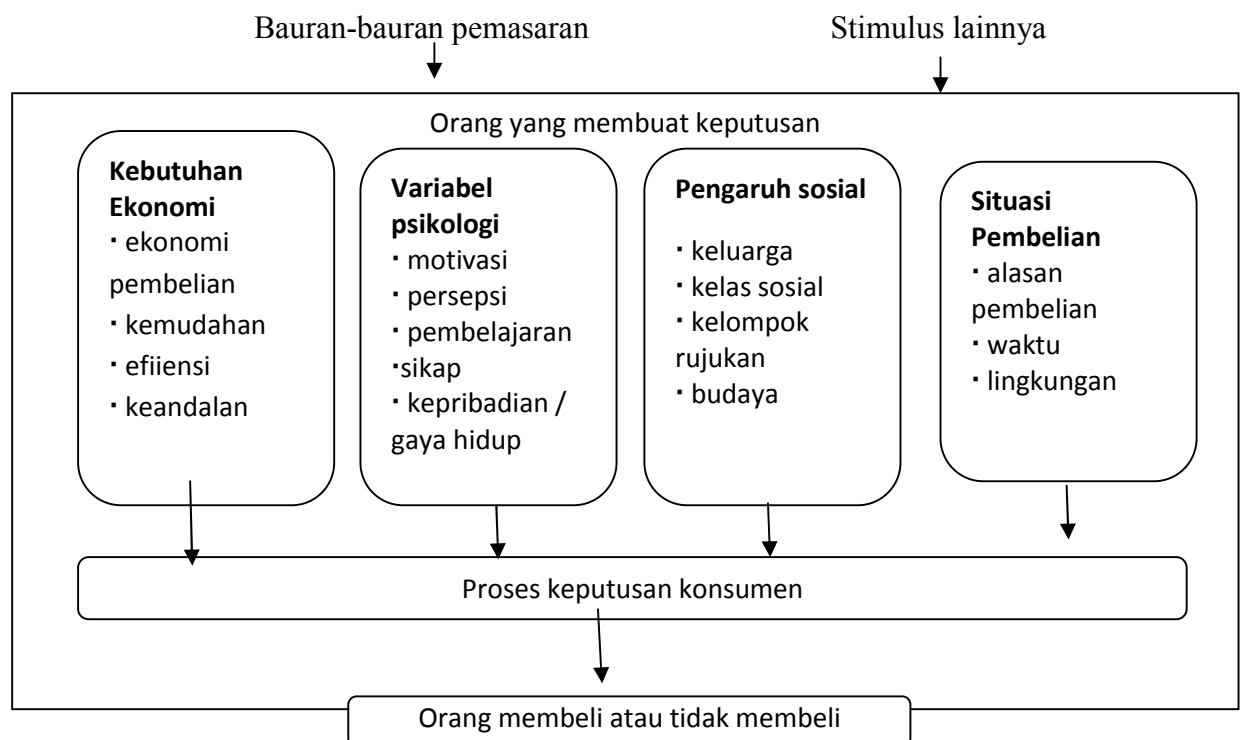 Bauran-bauran pemasaran
Stimulus lainnya
Orang yang membuat keputusan
Kebutuhan
Ekonomi
· ekonomi
pembelian
· kemudahan
· efiiensi
· keandalan
Variabel
psikologi
· motivasi
· persepsi
· pembelajaran
·sikap
· kepribadian /
gaya hidup
Pengaruh sosial
· keluarga
· kelas sosial
· kelompok
rujukan
· budaya
Situasi
Pembelian
· alasan
pembelian
· waktu
· lingkungan
Proses keputusan konsumen
Orang membeli atau tidak membeli